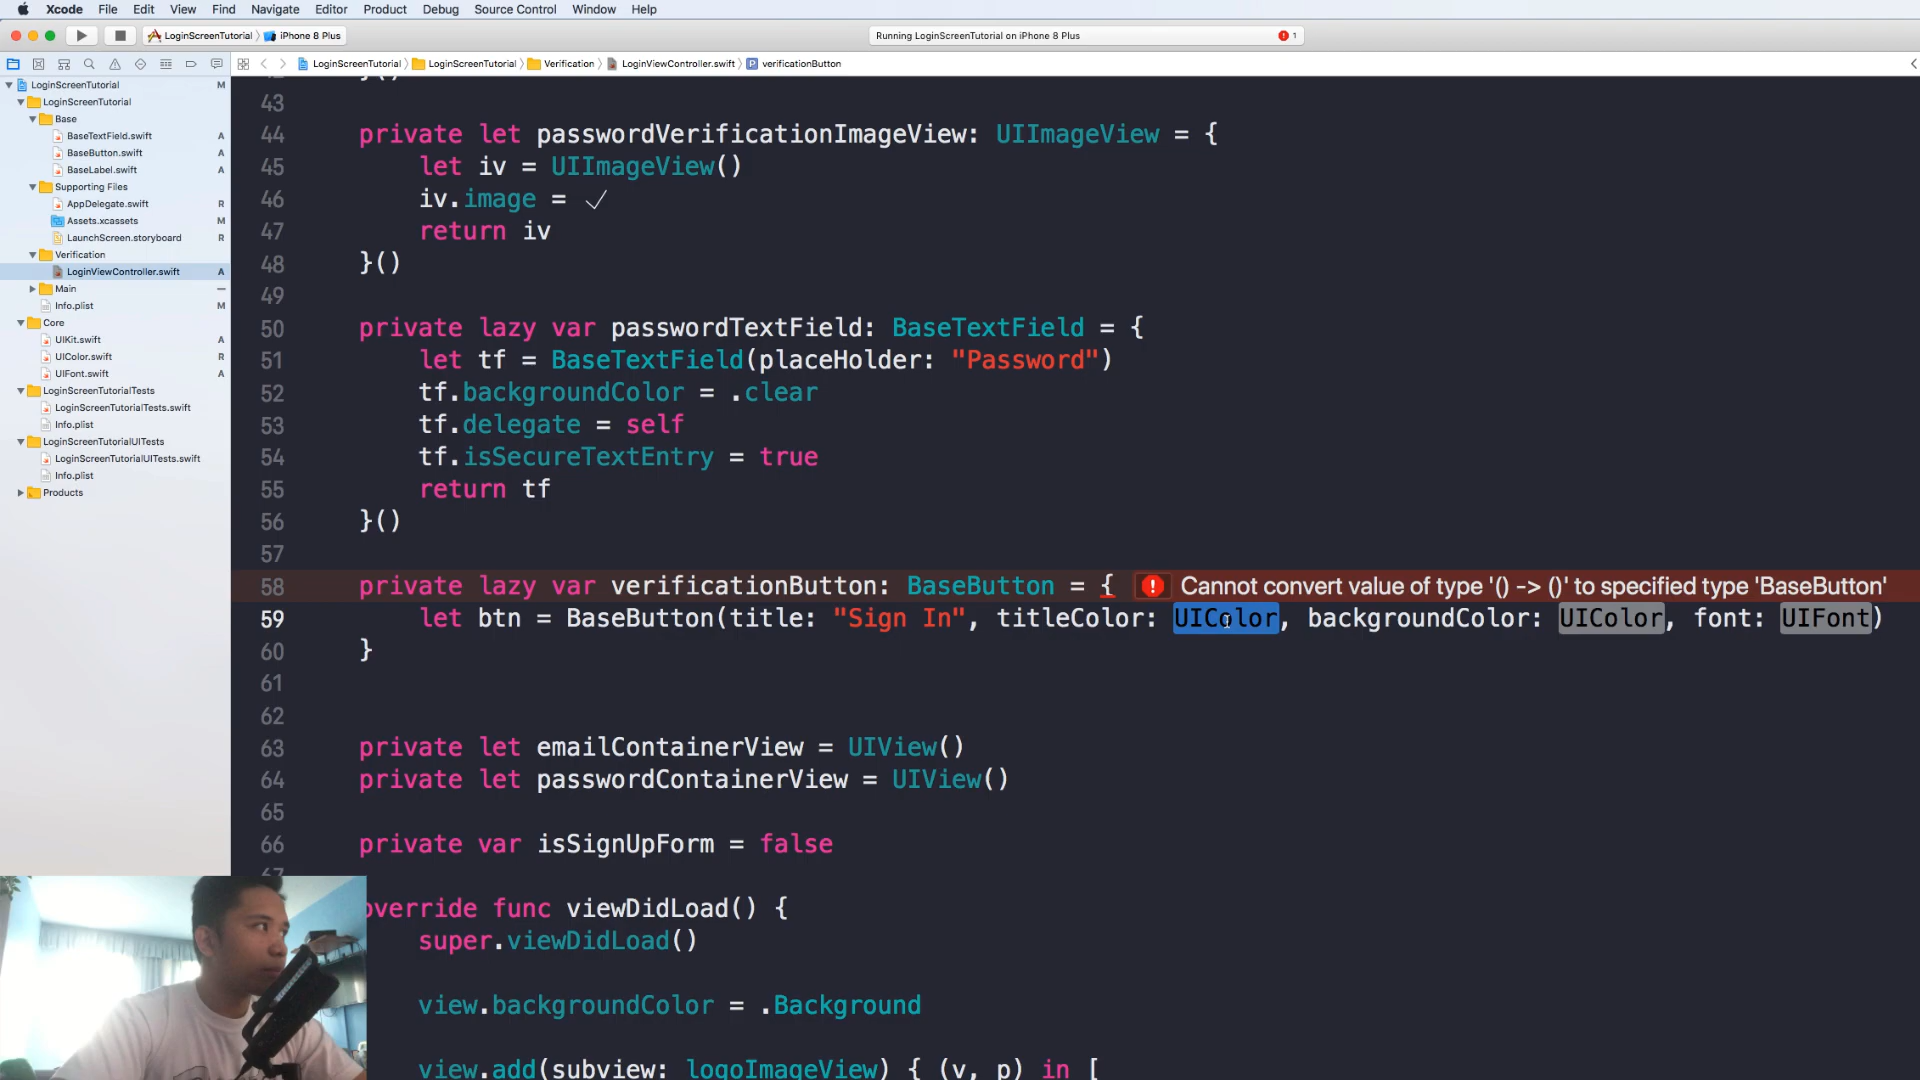 Xcode File Edit View Find Navigate Editor Product Debug Source Control Window Help
LoginScreenTutorial iPhone 8 Plus
Running LoginScreenTutorial on iPhone 8 Plus 1
LoginScreenTutorial LoginScreenTutorial Verification LoginViewController.swift P verificationButton
LoginScreenTutorial M
LoginScreenTutorial
Base
BaseTextField.swift A
BaseButton.swift A
BaseLabel.swift A
Supporting Files
AppDelegate.swift R
Assets.xcassets M
LaunchScreen.storyboard R
Verification
LoginViewController.swift A
Main
Info.plist M
Core
UIKit.swift A
UIColor.swift R
UIFont.swift A
LoginScreenTutorialTests
LoginScreenTutorialTests.swift
Info.plist
LoginScreenTutorialUITests
LoginScreenTutorialUITests.swift
Info.plist
Products
43
44 private let passwordVerificationImageView: UIImageView = {
45 let iv = UIImageView()
46 iv.image = ✓
47 return iv
48 }()
49
50 private lazy var passwordTextField: BaseTextField = {
51 let tf = BaseTextField(placeHolder: "Password")
52 tf.backgroundColor = .clear
53 tf.delegate = self
54 tf.isSecureTextEntry = true
55 return tf
56 }()
57
58 private lazy var verificationButton: BaseButton = { Cannot convert value of type '() -> ()' to specified type 'BaseButton'
59 let btn = BaseButton(title: "Sign In", titleColor: UIColor, backgroundColor: UIColor, font: UIFont)
60 }
61
62
63 private let emailContainerView = UIView()
64 private let passwordContainerView = UIView()
65
66 private var isSignUpForm = false
67
override func viewDidLoad() {
super.viewDidLoad()
view.backgroundColor = .Background
view.add(subview: logoImageView) { (v, p) in [